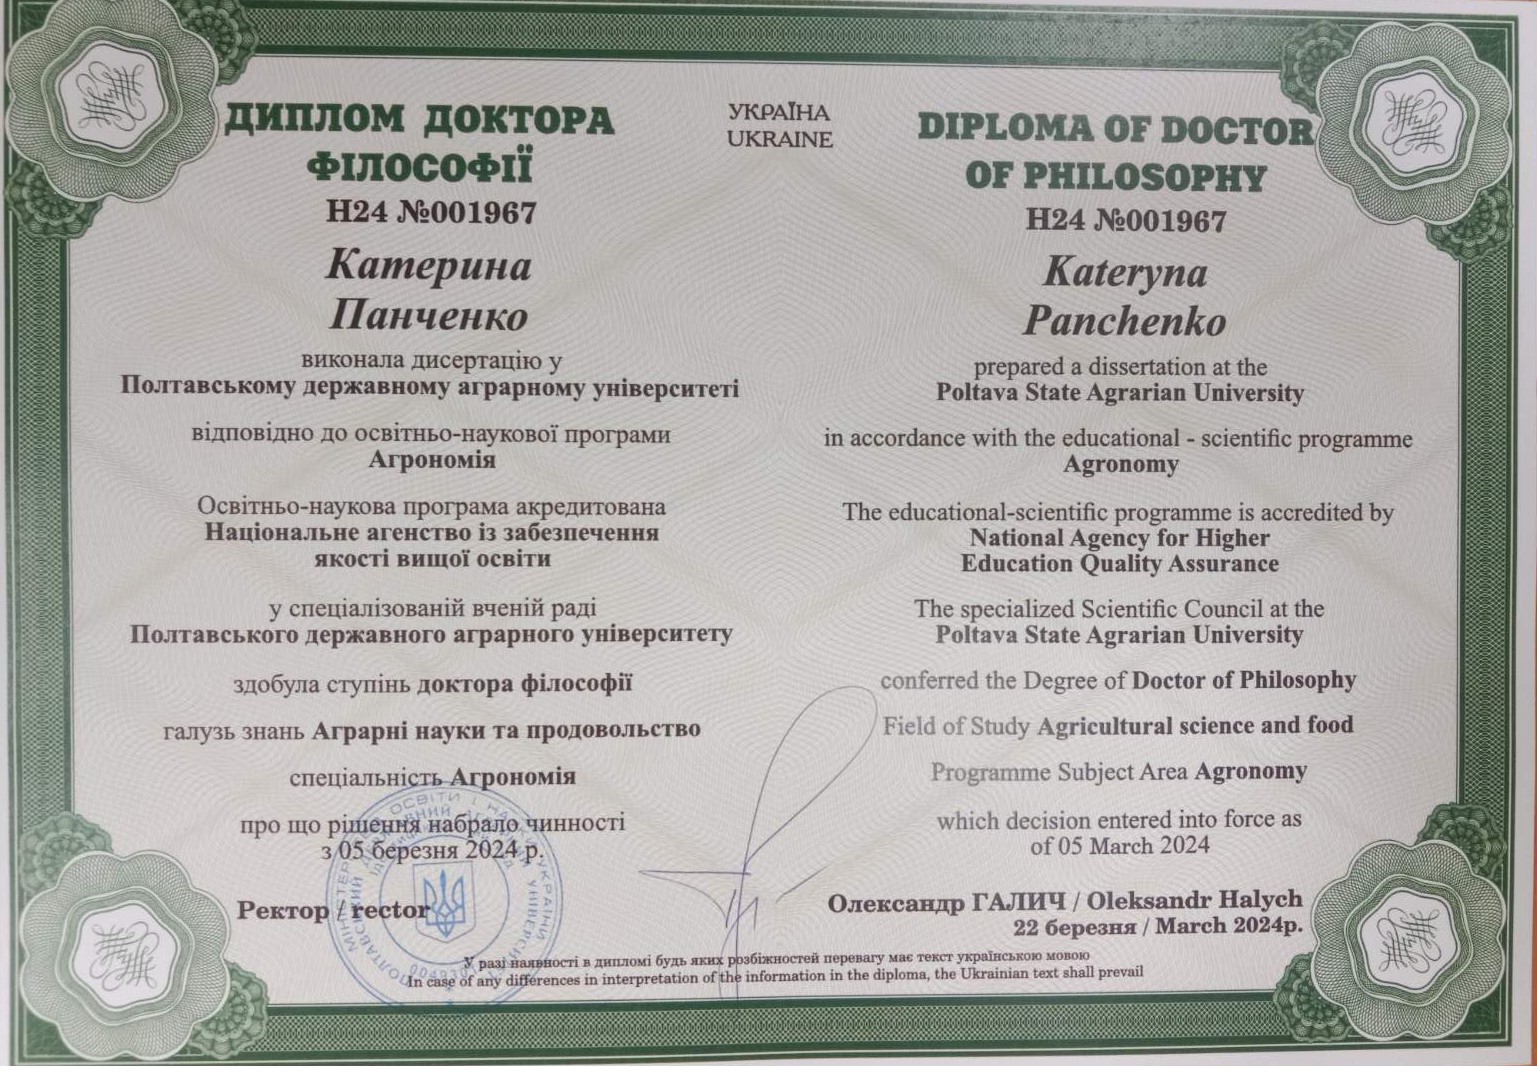 УКРАЇНА
UKRAINE
ДИПЛОМ ДОКТОРА
ФІЛОСОФІЇ
Н24 №001967
Катерина
Панченко
виконала дисертацію у
Полтавському державному аграрному університеті
відповідно до освітньо-наукової програми
Агрономія
Освітньо-наукова програма акредитована
Національне агенство із забезпечення
якості вищої освіти
у спеціалізованій вченій раді
Полтавського державного аграрного університету
здобула ступінь доктора філософії
галузь знань Аграрні науки та продовольство
спеціальність Агрономія
про що рішення набрало чинності
з 05 березня 2024 р.
Ректор / rector
DIPLOMA OF DOCTOR
OF PHILOSOPHY
H24 №001967
Kateryna
Panchenko
prepared a dissertation at the
Poltava State Agrarian University
in accordance with the educational - scientific programme
Agronomy
The educational-scientific programme is accredited by
National Agency for Higher
Education Quality Assurance
The specialized Scientific Council at the
Poltava State Agrarian University
conferred the Degree of Doctor of Philosophy
Field of Study Agricultural science and food
Programme Subject Area Agronomy
which decision entered into force as
of 05 March 2024
Олександр ГАЛИЧ / Oleksandr Halych
22 березня / March 2024р.
У разі наявності в дипломі будь яких розбіжностей перевагу має текст українською мовою
In case of any differences in interpretation of the information in the diploma, the Ukrainian text shall prevail
МІНІСТЕРСТВО ОСВІТИ І НАУКИ УКРАЇНИ
ПОЛТАВСЬКИЙ ДЕРЖАВНИЙ АГРАРНИЙ УНІВЕРСИТЕТ